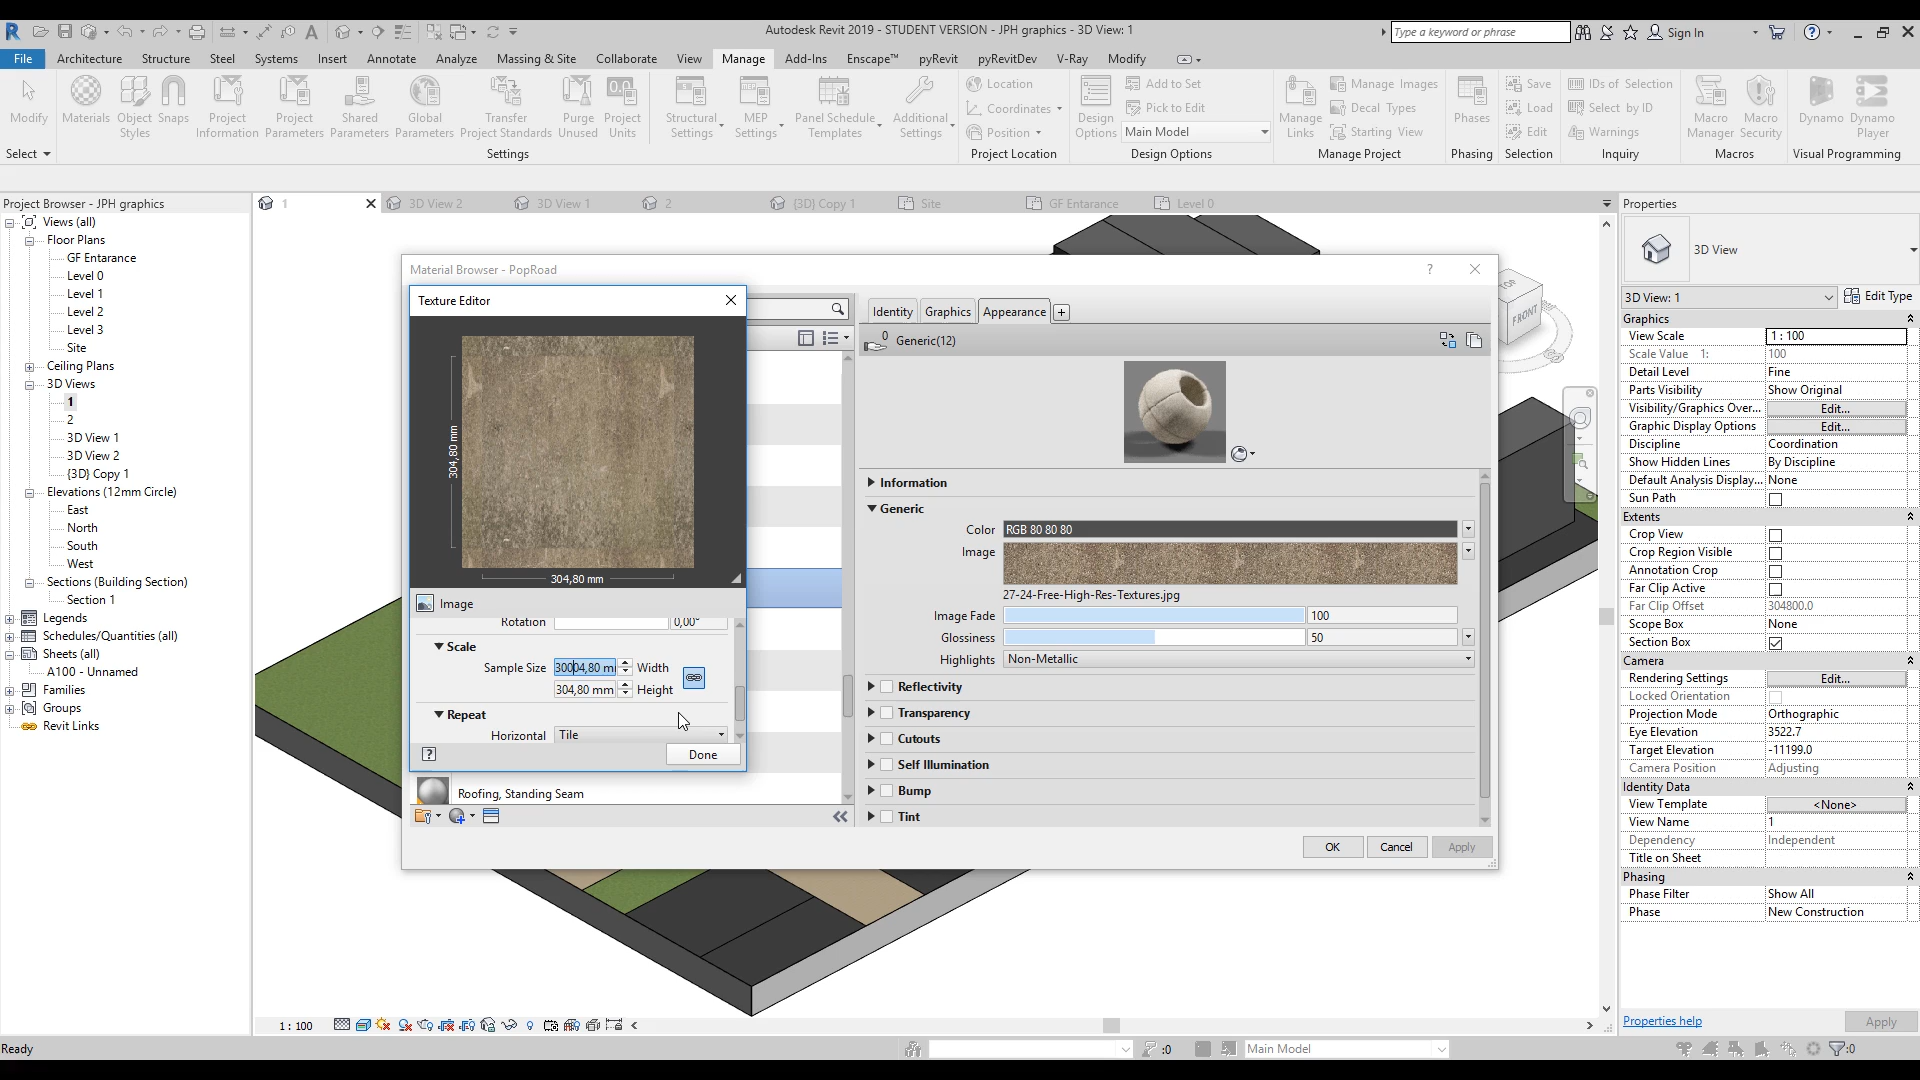 Autodesk Revit 2019 - STUDENT VERSION - JPH graphics - 3D View: 1
Type a keyword or phrase
Sign In
File Architecture Structure Steel Systems Insert Annotate Analyze Massing & Site Collaborate View Manage Add-Ins Enscape™ pyRevit pyRevitDev V-Ray Modify
Modify
Materials
Object Styles
Snaps
Project Information
Project Parameters
Shared Parameters
Global Parameters
Transfer Project Standards
Purge Unused
Project Units
Structural Settings
MEP Settings
Panel Schedule Templates
Additional Settings
Location
Coordinates
Position
Design Options
Add to Set
Pick to Edit
Main Model
Manage Links
Manage Images
Decal Types
Starting View
Phases
Save
Load
Edit
IDs of Selection
Select by ID
Warnings
Macro Manager
Macro Security
Dynamo
Dynamo Player
Select Settings Project Location Design Options Manage Project Phasing Selection Inquiry Macros Visual Programming
Project Browser - JPH graphics
Views (all)
Floor Plans
GF Entarance
Level 0
Level 1
Level 2
Level 3
Site
Ceiling Plans
3D Views
1
2
3D View 1
3D View 2
{3D} Copy 1
Elevations (12mm Circle)
East
North
South
West
Sections (Building Section)
Section 1
Legends
Schedules/Quantities (all)
Sheets (all)
A100 - Unnamed
Families
Groups
Revit Links
1 3D View 2 3D View 1 2 {3D} Copy 1 Site GF Entarance Level 0
TOP
FRONT
Material Browser - PopRoad
Texture Editor
304,80 mm
304,80 mm
Image
Rotation 0,00°
Scale
Sample Size 30004,80 m Width
304,80 mm Height
Repeat
Horizontal Tile
Done
Roofing, Standing Seam
Identity Graphics Appearance
0
Generic(12)
Information
Generic
Color RGB 80 80 80
Image
27-24-Free-High-Res-Textures.jpg
Image Fade 100
Glossiness 50
Highlights Non-Metallic
Reflectivity
Transparency
Cutouts
Self Illumination
Bump
Tint
OK Cancel Apply
Properties
3D View
3D View: 1 Edit Type
Graphics
View Scale 1 : 100
Scale Value 1: 100
Detail Level Fine
Parts Visibility Show Original
Visibility/Graphics Over... Edit...
Graphic Display Options Edit...
Discipline Coordination
Show Hidden Lines By Discipline
Default Analysis Display... None
Sun Path
Extents
Crop View
Crop Region Visible
Annotation Crop
Far Clip Active
Far Clip Offset 304800.0
Scope Box None
Section Box
Camera
Rendering Settings Edit...
Locked Orientation
Projection Mode Orthographic
Eye Elevation 3522.7
Target Elevation -11199.0
Camera Position Adjusting
Identity Data
View Template <None>
View Name 1
Dependency Independent
Title on Sheet
Phasing
Phase Filter Show All
Phase New Construction
Properties help Apply
1 : 100
Ready
:0
Main Model
:0